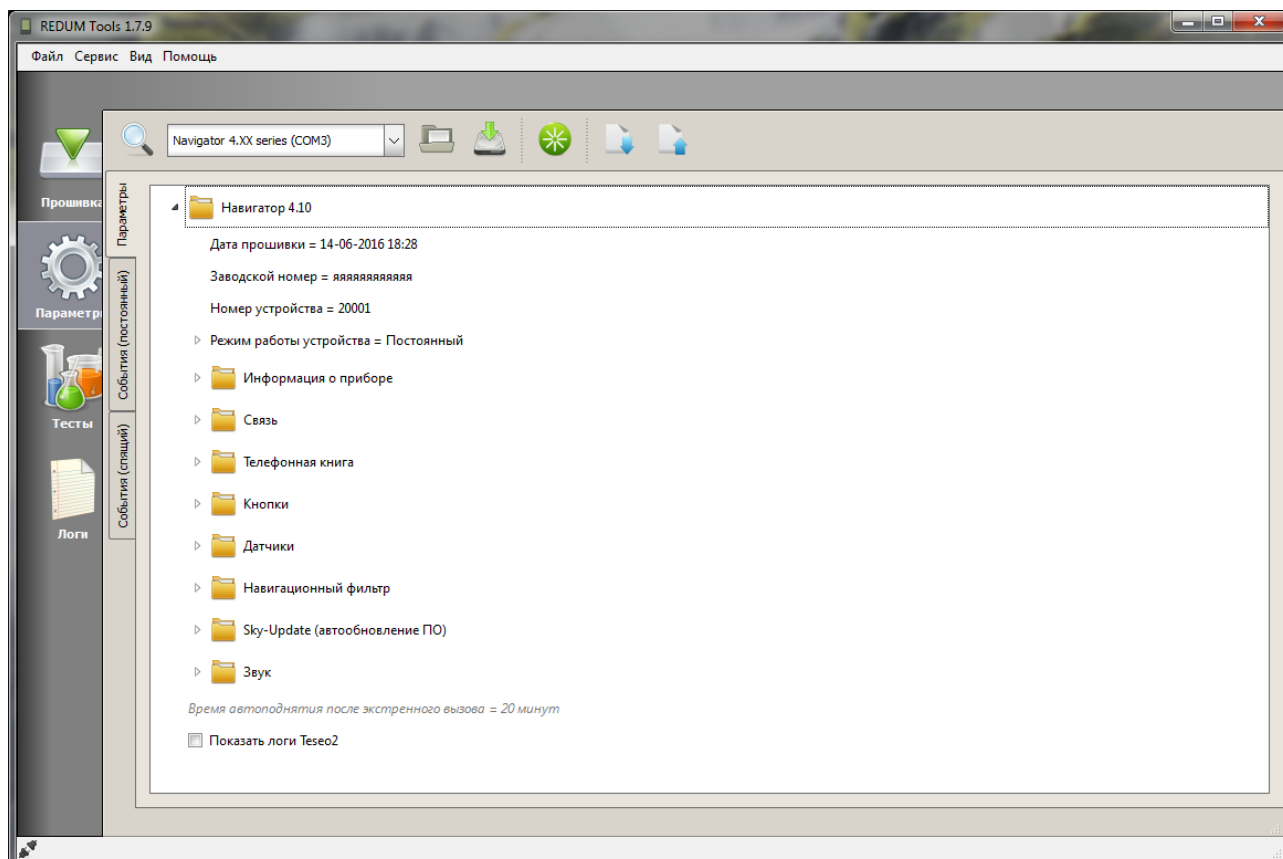 REDUM Tools 1.7.9
Файл Сервис Вид Помощь
Navigator 4.XX series (COM3)
Прошивка
Параметры
Тесты
Логи
Параметры
События (постоянный)
События (спящий)
Навигатор 4.10
Дата прошивки = 14-06-2016 18:28
Заводской номер = яяяяяяяяяяяя
Номер устройства = 20001
Режим работы устройства = Постоянный
Информация о приборе
Связь
Телефонная книга
Кнопки
Датчики
Навигационный фильтр
Sky-Update (автообновление ПО)
Звук
Время автоподнятия после экстренного вызова = 20 минут
Показать логи Teseo2